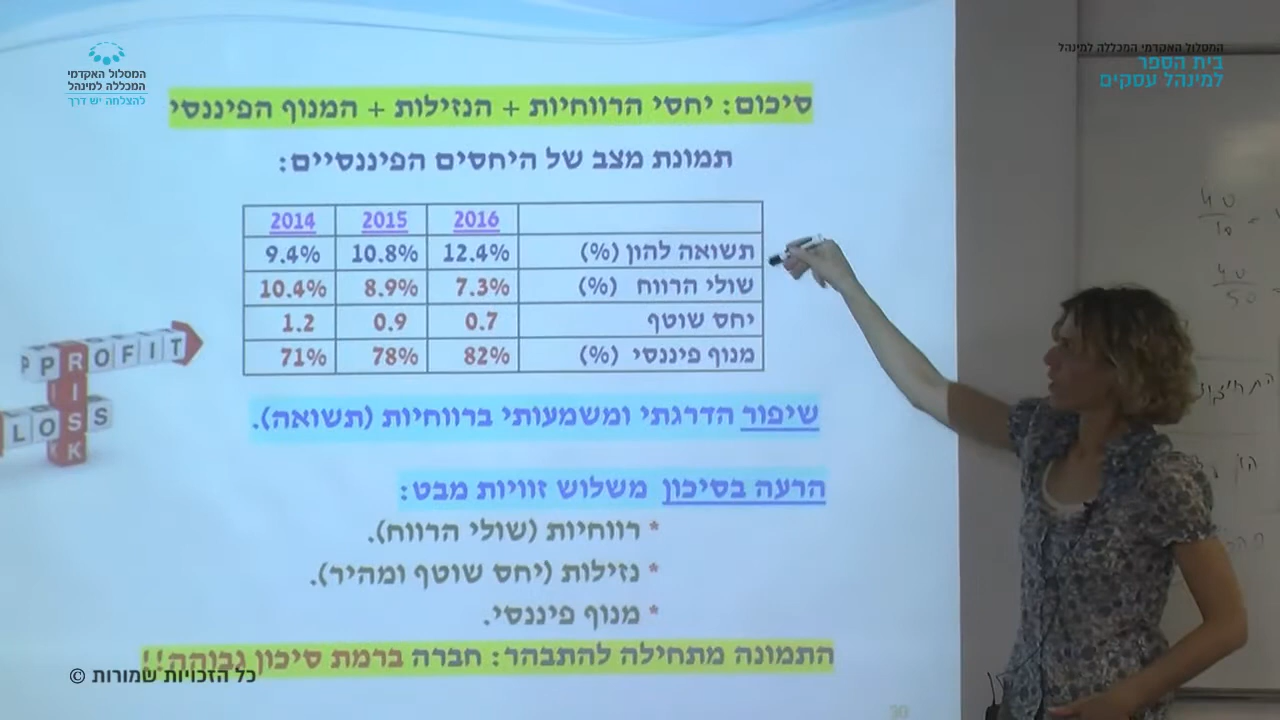 המסלול האקדמי
המכללה למינהל
להצלחה יש דרך
המסלול האקדמי המכללה למינהל
בית הספר
למינהל עסקים
סיכום: יחסי הרווחיות + הנזילות + המנוף הפיננסי
תמונת מצב של היחסים הפיננסיים:
2016 2015 2014
תשואה להון (%) 12.4% 10.8% 9.4%
שולי הרווח (%) 7.3% 8.9% 10.4%
יחס שוטף 0.7 0.9 1.2
מנוף פיננסי (%) 82% 78% 71%
PROFIT
RISK
LOSS
שיפור הדרגתי ומשמעותי ברווחיות (תשואה).
הרעה בסיכון משלוש זוויות מבט:
* רווחיות (שולי הרווח).
* נזילות (יחס שוטף ומהיר).
* מנוף פיננסי.
התמונה מתחילה להתבהר: חברה ברמת סיכון גבוהה!!
כל הזכויות שמורות ©
40
10
40
50